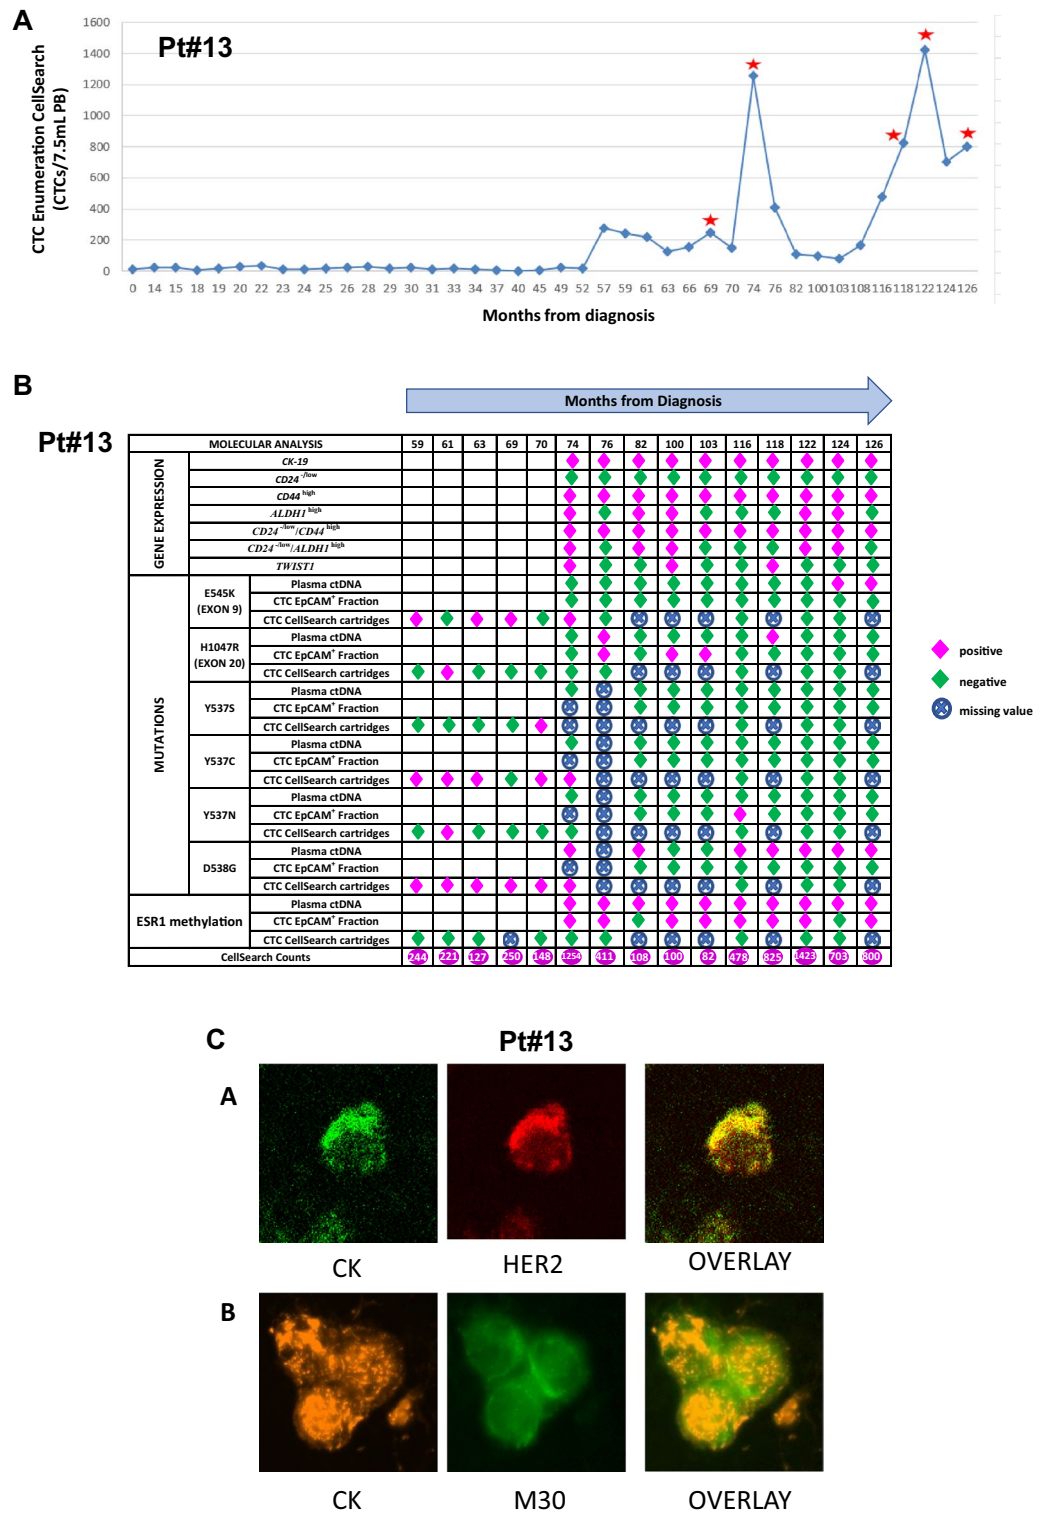 A
Pt#13
CTC Enumeration CellSearch
(CTCs/7.5mL PB)
1600
1400
1200
1000
800
600
400
200
0
0 14 15 18 19 20 22 23 24 25 26 28 29 30 31 33 34 37 40 45 49 52 57 59 61 63 66 69 70 74 76 82 100 103 108 116 118 122 124 126
Months from diagnosis
B
Months from Diagnosis
Pt#13
MOLECULAR ANALYSIS 59 61 63 69 70 74 76 82 100 103 116 118 122 124 126
GENE EXPRESSION
CK-19
CD24 -/low
CD44 high
ALDH1 high
CD24 -/low/CD44 high
CD24 -/low/ALDH1 high
TWIST1
MUTATIONS
E545K
(EXON 9)
Plasma ctDNA
CTC EpCAM+ Fraction
CTC CellSearch cartridges
H1047R
(EXON 20)
Plasma ctDNA
CTC EpCAM+ Fraction
CTC CellSearch cartridges
Y537S
Plasma ctDNA
CTC EpCAM+ Fraction
CTC CellSearch cartridges
Y537C
Plasma ctDNA
CTC EpCAM+ Fraction
CTC CellSearch cartridges
Y537N
Plasma ctDNA
CTC EpCAM+ Fraction
CTC CellSearch cartridges
D538G
Plasma ctDNA
CTC EpCAM+ Fraction
CTC CellSearch cartridges
ESR1 methylation
Plasma ctDNA
CTC EpCAM+ Fraction
CTC CellSearch cartridges
CellSearch Counts 244 221 127 250 148 1254 411 108 100 82 478 825 1423 703 800
positive
negative
missing value
C
Pt#13
A
CK
HER2
OVERLAY
B
CK
M30
OVERLAY